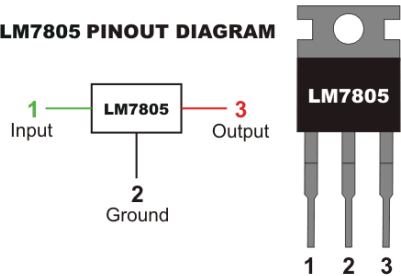 LM7805 PINOUT DIAGRAM
LM7805
1
Input
LM7805
3
Output
2
Ground
1 2 3